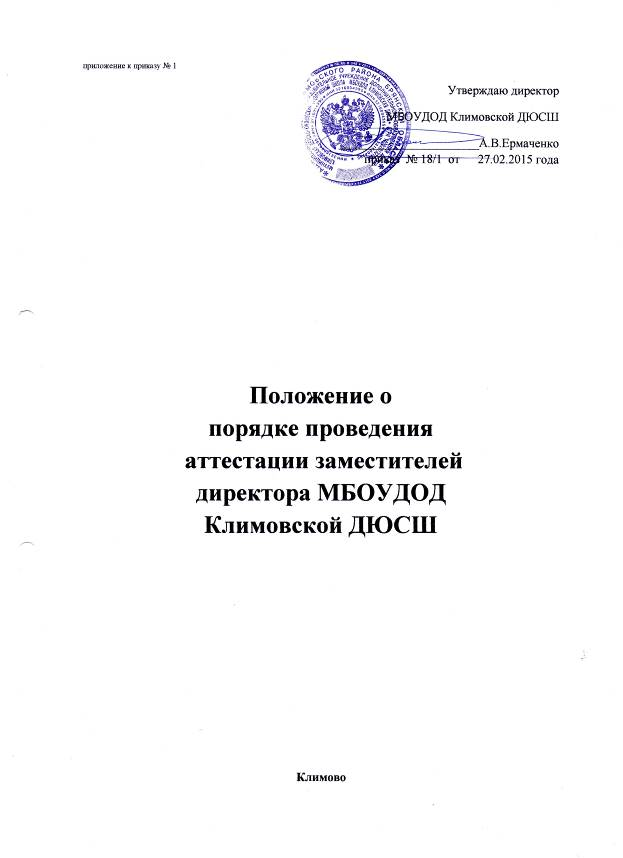 приложение к приказу № 1
Утверждаю директор
МБОУДОД Климовской ДЮСШ
А.В.Ермаченко
приказ № 18/1 от 27.02.2015 года
Положение о
порядке проведения
аттестации заместителей
директора МБОУДОД
Климовской ДЮСШ
Климово